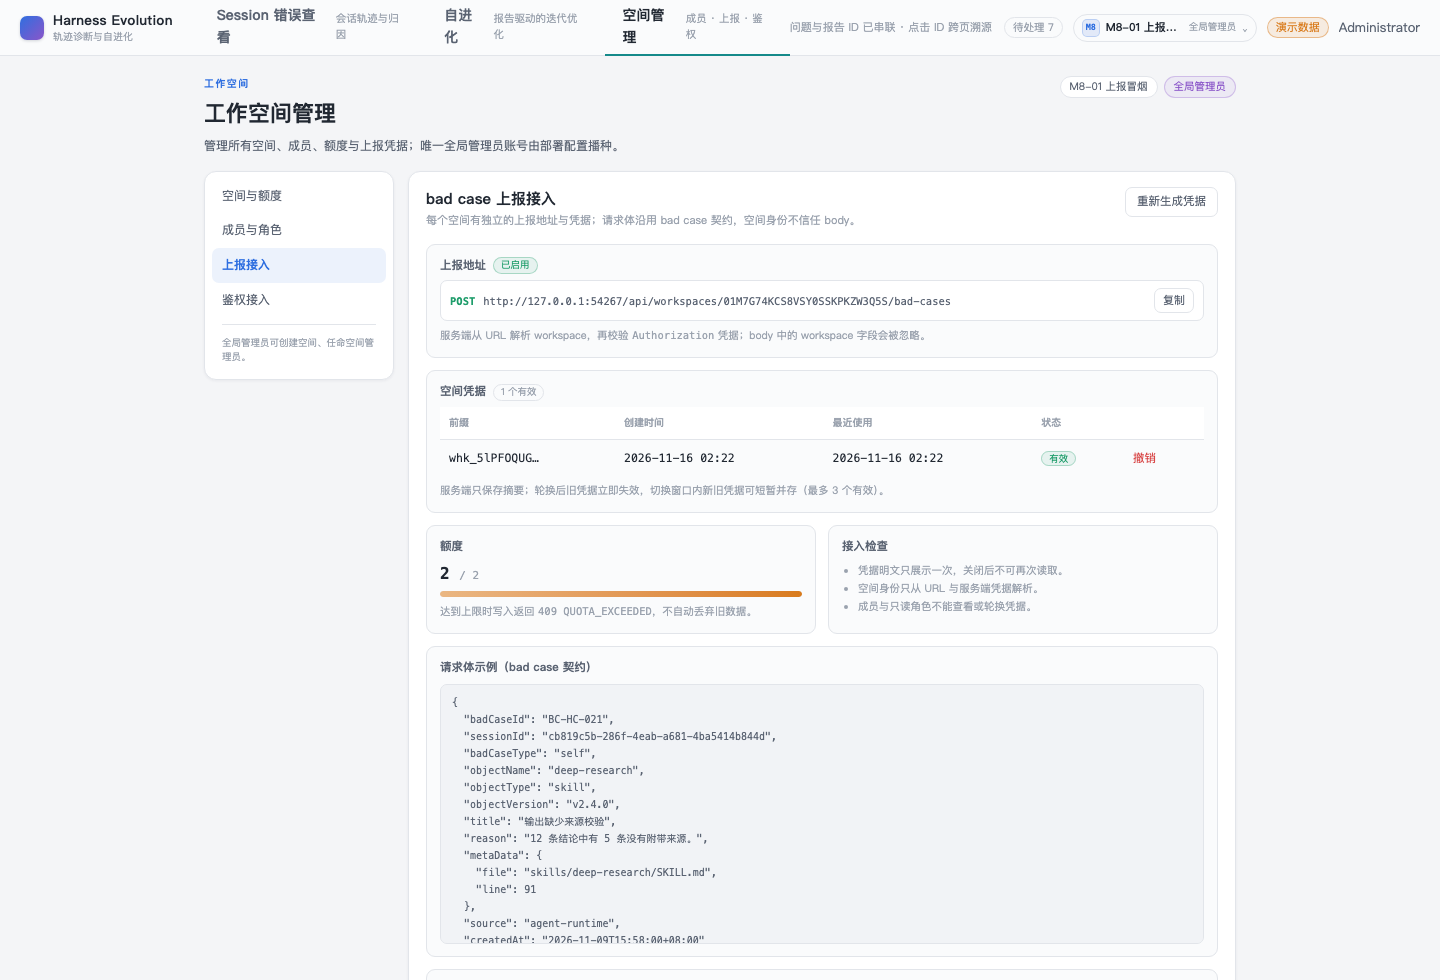 Harness Evolution
轨迹诊断与自进化
Session 错误查看
会话轨迹与归因
自进化
报告驱动的迭代优化
空间管理
成员 · 上报 · 鉴权
问题与报告 ID 已串联 · 点击 ID 跨页溯源
待处理 7
M8 M8-01 上报... 全局管理员
演示数据
Administrator
工作空间
工作空间管理
管理所有空间、成员、额度与上报凭据；唯一全局管理员账号由部署配置播种。
M8-01 上报冒烟
全局管理员
空间与额度
成员与角色
上报接入
鉴权接入
全局管理员可创建空间、任命空间管理员。
bad case 上报接入
每个空间有独立的上报地址与凭据；请求体沿用 bad case 契约，空间身份不信任 body。
重新生成凭据
上报地址 已启用
POST http://127.0.0.1:54267/api/workspaces/01M7G74KCS8VSY0SSKPKZW3Q5S/bad-cases
复制
服务端从 URL 解析 workspace，再校验 Authorization 凭据；body 中的 workspace 字段会被忽略。
空间凭据 1 个有效
前缀 创建时间 最近使用 状态
whk_5lPFOQUG… 2026-11-16 02:22 2026-11-16 02:22 有效 撤销
服务端只保存摘要；轮换后旧凭据立即失效，切换窗口内新旧凭据可短暂并存（最多 3 个有效）。
额度
2 / 2
达到上限时写入返回 409 QUOTA_EXCEEDED，不自动丢弃旧数据。
接入检查
凭据明文只展示一次，关闭后不可再次读取。
空间身份只从 URL 与服务端凭据解析。
成员与只读角色不能查看或轮换凭据。
请求体示例（bad case 契约）
{
"badCaseId": "BC-HC-021",
"sessionId": "cb819c5b-286f-4eab-a681-4ba5414b844d",
"badCaseType": "self",
"objectName": "deep-research",
"objectType": "skill",
"objectVersion": "v2.4.0",
"title": "输出缺少来源校验",
"reason": "12 条结论中有 5 条没有附带来源。",
"metaData": {
"file": "skills/deep-research/SKILL.md",
"line": 91
},
"source": "agent-runtime",
"createdAt": "2026-11-09T15:58:00+08:00"